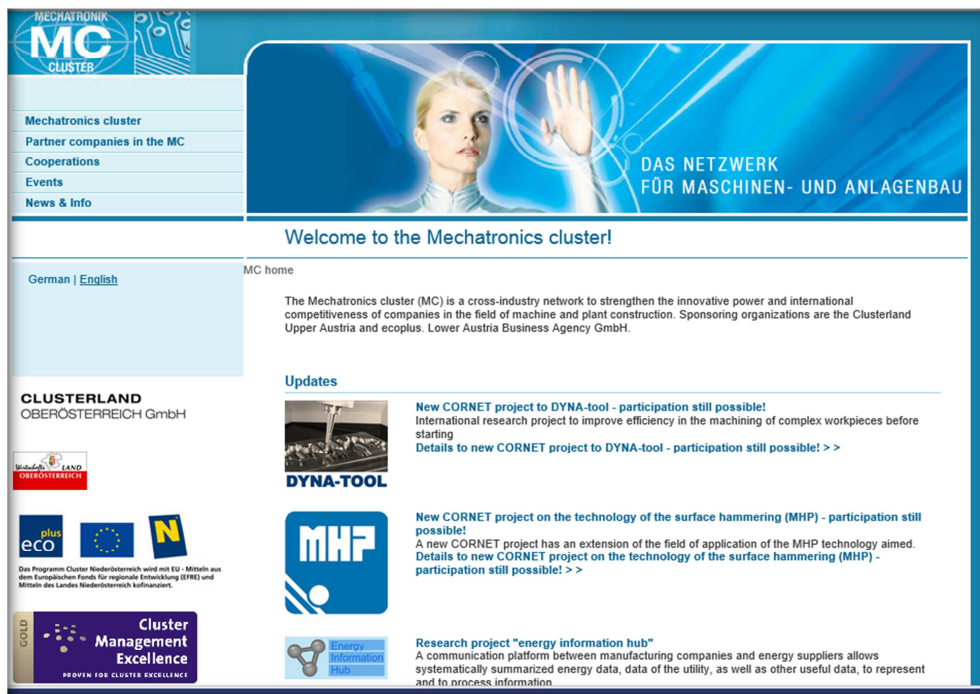 MECHATRONIK
MC
CLUSTER
Mechatronics cluster
Partner companies in the MC
Cooperations
Events
News & Info
DAS NETZWERK
FÜR MASCHINEN- UND ANLAGENBAU
Welcome to the Mechatronics cluster!
German | English
MC home
The Mechatronics cluster (MC) is a cross-industry network to strengthen the innovative power and international
competitiveness of companies in the field of machine and plant construction. Sponsoring organizations are the Clusterland
Upper Austria and ecoplus. Lower Austria Business Agency GmbH.
CLUSTERLAND
OBERÖSTERREICH GmbH
Wirtschafts LAND
OBERÖSTERREICH
plus
eco
N
Das Programm Cluster Niederösterreich wird mit EU - Mitteln aus
dem Europäischen Fonds für regionale Entwicklung (EFRE) und
Mitteln des Landes Niederösterreich kofinanziert.
GOLD
Cluster
Management
Excellence
PROVEN FOR CLUSTER EXCELLENCE
Updates
DYNA-TOOL
New CORNET project to DYNA-tool - participation still possible!
International research project to improve efficiency in the machining of complex workpieces before
starting
Details to new CORNET project to DYNA-tool - participation still possible! > >
MHP
New CORNET project on the technology of the surface hammering (MHP) - participation still
possible!
A new CORNET project has an extension of the field of application of the MHP technology aimed.
Details to new CORNET project on the technology of the surface hammering (MHP) -
participation still possible! > >
Energy
Information
Hub
Research project "energy information hub"
A communication platform between manufacturing companies and energy suppliers allows
systematically summarized energy data, data of the utility, as well as other useful data, to represent
and to process information